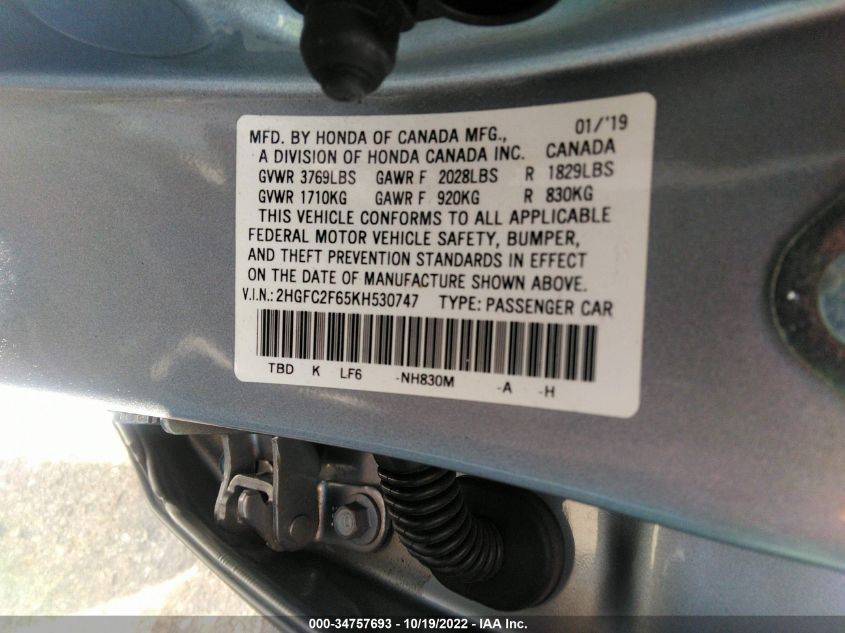 MFD. BY HONDA OF CANADA MFG., 01/'19
A DIVISION OF HONDA CANADA INC. CANADA
GVWR 3769LBS GAWR F 2028LBS R 1829LBS
GVWR 1710KG GAWR F 920KG R 830KG
THIS VEHICLE CONFORMS TO ALL APPLICABLE
FEDERAL MOTOR VEHICLE SAFETY, BUMPER,
AND THEFT PREVENTION STANDARDS IN EFFECT
ON THE DATE OF MANUFACTURE SHOWN ABOVE.
V.I.N.: 2HGFC2F65KH530747 TYPE: PASSENGER CAR
TBD K LF6 -NH830M -A -H
000-34757693 - 10/19/2022 - IAA Inc.